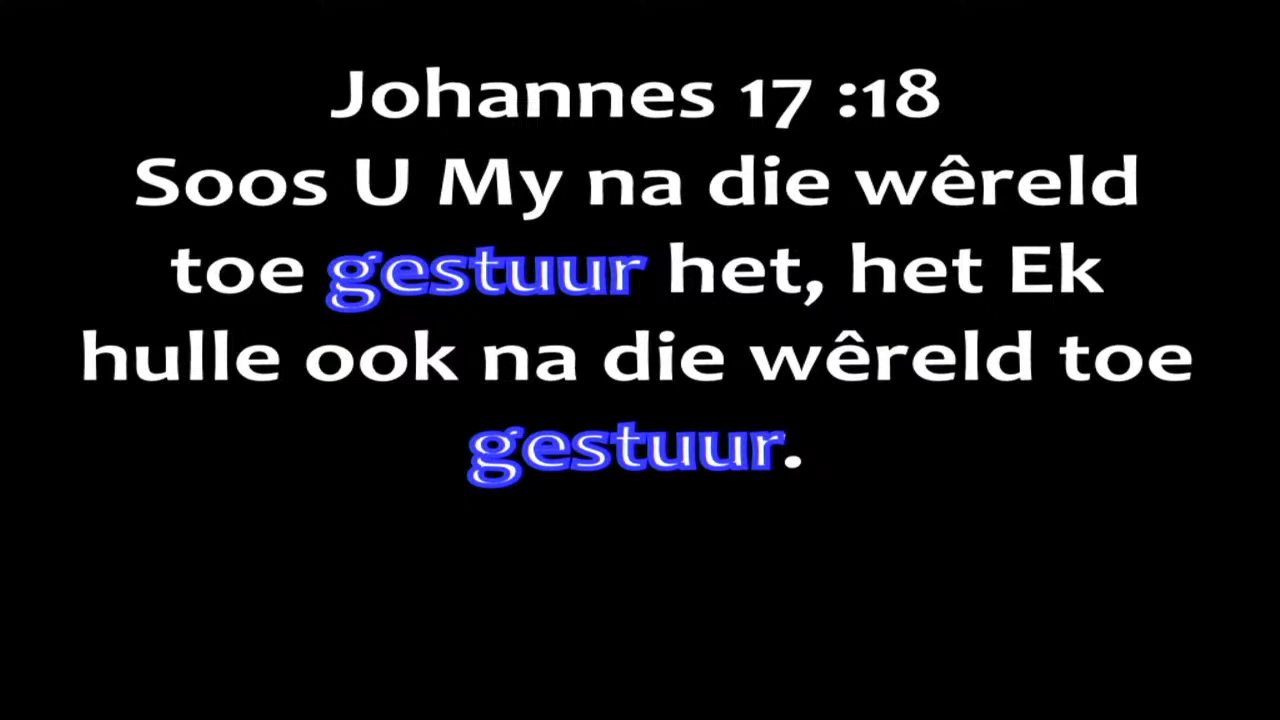 Johannes 17 :18
Soos U My na die wêreld
toe gestuur het, het Ek
hulle ook na die wêreld toe
gestuur.